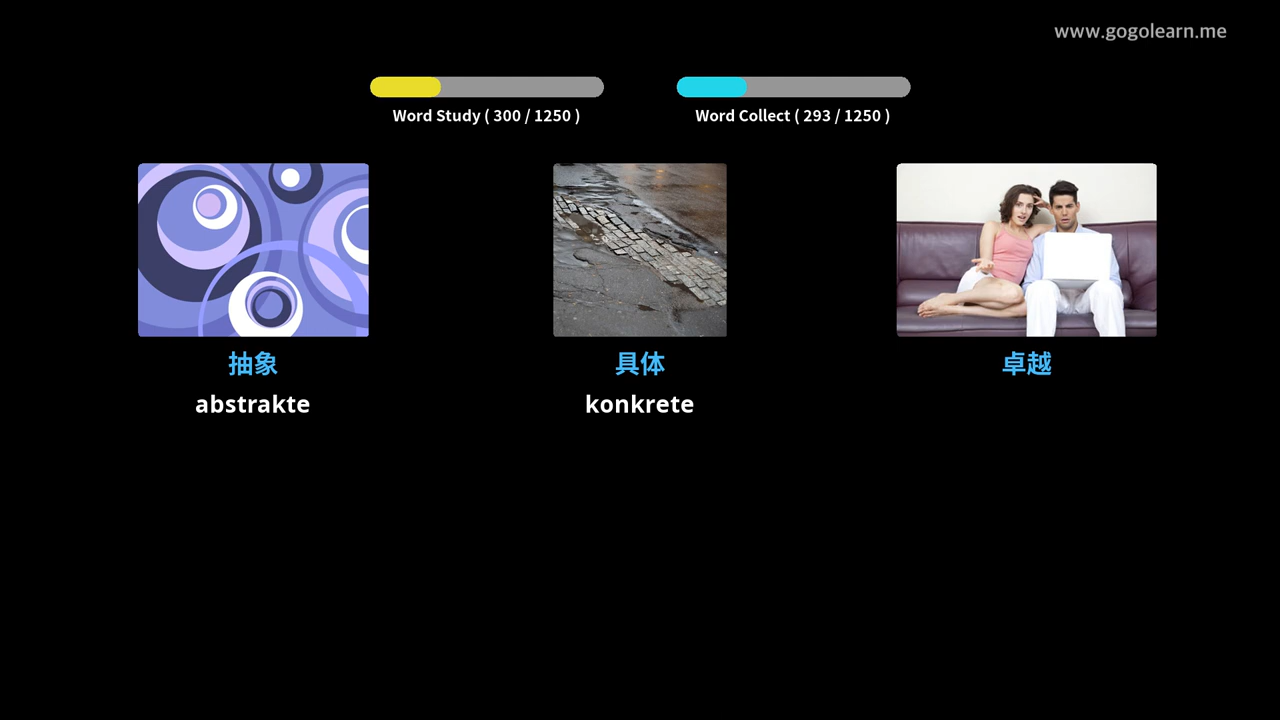 www.gogolearn.me
Word Study ( 300 / 1250 )
Word Collect ( 293 / 1250 )
抽象
具体
卓越
abstrakte
konkrete